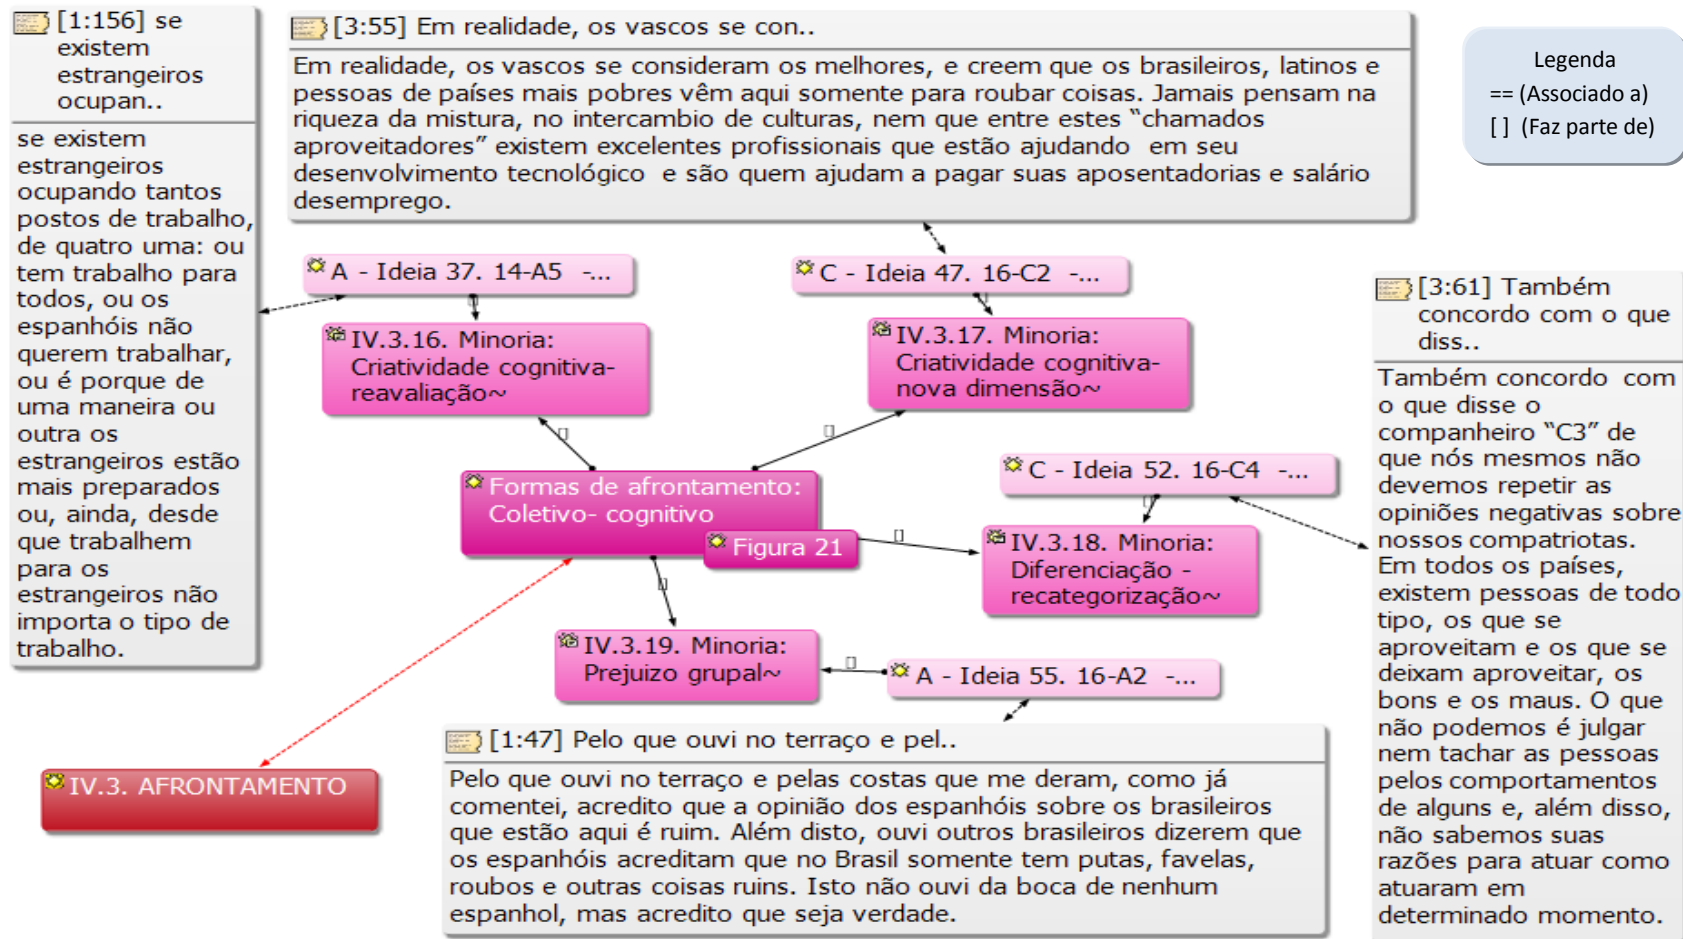 [1:156] se
existem
estrangeiros
ocupan..
se existem
estrangeiros
ocupando tantos
postos de trabalho,
de quatro uma: ou
tem trabalho para
todos, ou os
espanhóis não
querem trabalhar,
ou é porque de
uma maneira ou
outra os
estrangeiros estão
mais preparados
ou, ainda, desde
que trabalhem
para os
estrangeiros não
importa o tipo de
trabalho.
[3:55] Em realidade, os vascos se con..
Em realidade, os vascos se consideram os melhores, e creem que os brasileiros, latinos e
pessoas de países mais pobres vêm aqui somente para roubar coisas. Jamais pensam na
riqueza da mistura, no intercambio de culturas, nem que entre estes “chamados
aproveitadores” existem excelentes profissionais que estão ajudando em seu
desenvolvimento tecnológico e são quem ajudam a pagar suas aposentadorias e salário
desemprego.
Legenda
== (Associado a)
[ ] (Faz parte de)
A - Ideia 37. 14-A5 -...
C - Ideia 47. 16-C2 -...
IV.3.16. Minoria:
Criatividade cognitiva-
reavaliação~
IV.3.17. Minoria:
Criatividade cognitiva-
nova dimensão~
[]
[]
[]
[]
Formas de afrontamento:
Coletivo- cognitivo
Figura 21
C - Ideia 52. 16-C4 -...
[]
[]
IV.3.18. Minoria:
Diferenciação -
recategorização~
[]
IV.3.19. Minoria:
Prejuizo grupal~
[]
A - Ideia 55. 16-A2 -...
IV.3. AFRONTAMENTO
[1:47] Pelo que ouvi no terraço e pel..
Pelo que ouvi no terraço e pelas costas que me deram, como já
comentei, acredito que a opinião dos espanhóis sobre os brasileiros
que estão aqui é ruim. Além disto, ouvi outros brasileiros dizerem que
os espanhóis acreditam que no Brasil somente tem putas, favelas,
roubos e outras coisas ruins. Isto não ouvi da boca de nenhum
espanhol, mas acredito que seja verdade.
[3:61] Também
concordo com o que
diss..
Também concordo com
o que disse o
companheiro “C3” de
que nós mesmos não
devemos repetir as
opiniões negativas sobre
nossos compatriotas.
Em todos os países,
existem pessoas de todo
tipo, os que se
aproveitam e os que se
deixam aproveitar, os
bons e os maus. O que
não podemos é julgar
nem tachar as pessoas
pelos comportamentos
de alguns e, além disso,
não sabemos suas
razões para atuar como
atuaram em
determinado momento.